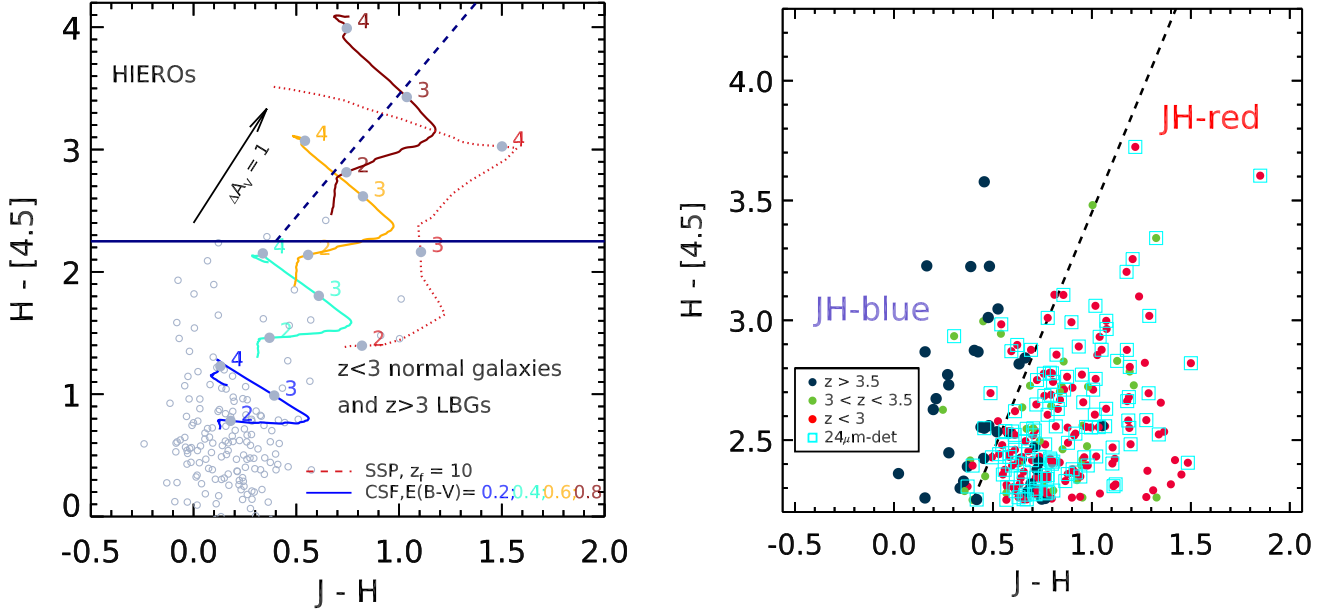 4
3
2
1
0
-0.5
0.0
0.5
1.0
1.5
2.0
J - H
H - [4.5]
HIEROs
ΔAᵥ = 1
4
3
2
4
3
2
4
3
2
4
3
2
4
3
2
z<3 normal galaxies
and z>3 LBGs
SSP, z_f = 10
CSF,E(B-V)= 0.2;0.4;0.6;0.8
4.0
3.5
3.0
2.5
-0.5
0.0
0.5
1.0
1.5
2.0
J - H
H - [4.5]
JH-red
JH-blue
z > 3.5
3 < z < 3.5
z < 3
24μm-det